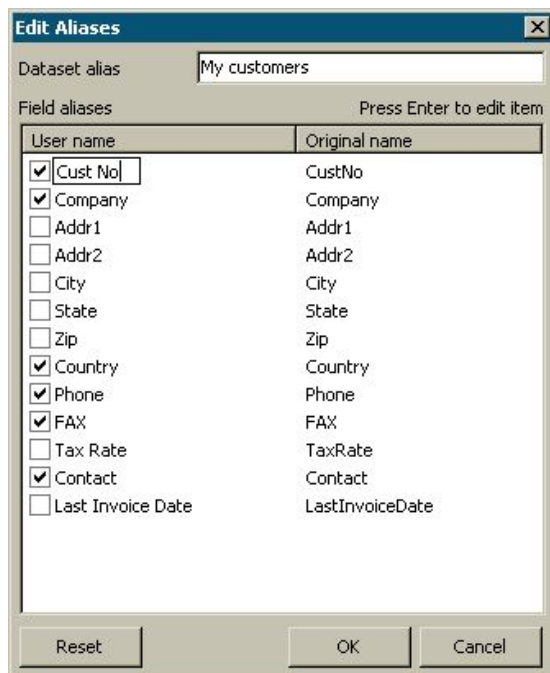 Edit Aliases
Dataset alias My customers
Field aliases Press Enter to edit item
User name Original name
Cust No CustNo
Company Company
Addr1 Addr1
Addr2 Addr2
City City
State State
Zip Zip
Country Country
Phone Phone
FAX FAX
Tax Rate TaxRate
Contact Contact
Last Invoice Date LastInvoiceDate
Reset OK Cancel